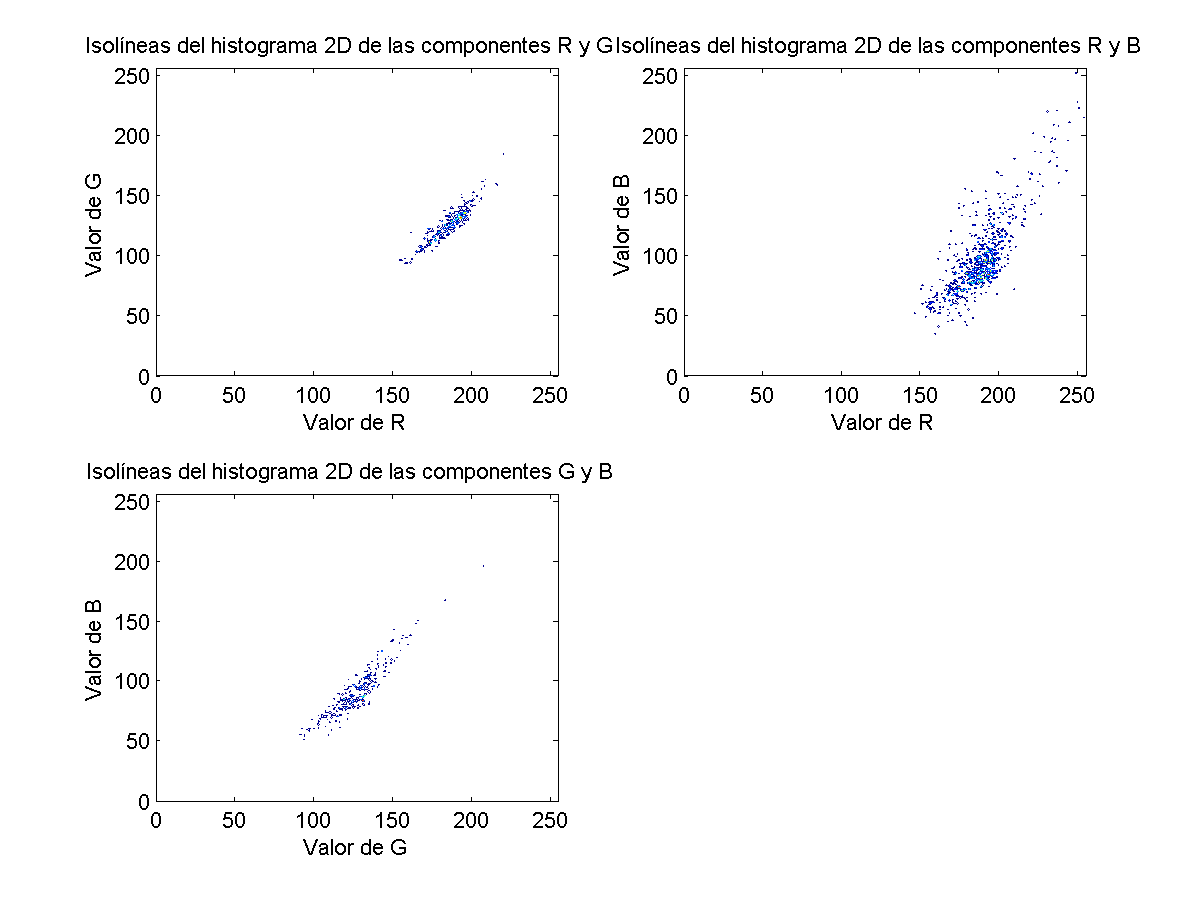 Isolíneas del histograma 2D de las componentes R y G
250
200
150
100
50
0
Valor de G
0 50 100 150 200 250
Valor de R
Isolíneas del histograma 2D de las componentes R y B
250
200
150
100
50
0
Valor de B
0 50 100 150 200 250
Valor de R
Isolíneas del histograma 2D de las componentes G y B
250
200
150
100
50
0
Valor de B
0 50 100 150 200 250
Valor de G